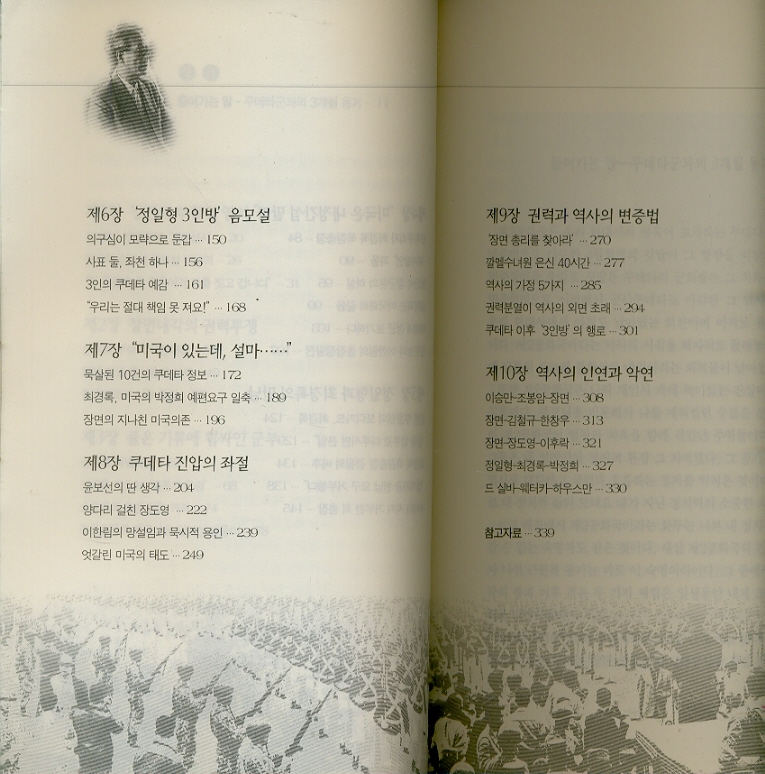 제6장 '정일형 3인방' 음모설
의구심이 모략으로 둔갑 … 150
사표 둘, 좌천 하나 … 156
3인의 쿠데타 예감 … 161
"우리는 절대 책임 못 져요!" … 168
제7장 "미국이 있는데, 설마……"
묵살된 10건의 쿠데타 정보 … 172
최경록, 미국의 박정희 예편요구 일축 … 189
장면의 지나친 미국의존 … 196
제8장 쿠데타 진압의 좌절
윤보선의 딴 생각 … 204
양다리 걸친 장도영 … 222
이한림의 망설임과 묵시적 용인 … 239
엇갈린 미국의 태도 … 249
제9장 권력과 역사의 변증법
'장면 총리를 찾아라' … 270
깔멜수녀원 은신 40시간 … 277
역사의 가정 5가지 … 285
권력분열이 역사의 외면 초래 … 294
쿠데타 이후 '3인방'의 행로 … 301
제10장 역사의 인연과 악연
이승만-조봉암-장면 … 308
장면-김철규-한창우 … 313
장면-장도영-이후락 … 321
정일형-최경록-박정희 … 327
드 실바-웨터카-하우스만 … 330
참고자료 … 339